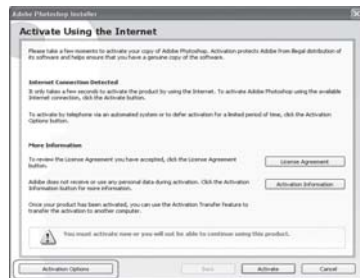 Adobe Photoshop Installer
Activate Using the Internet
Please take a few moments to activate your copy of Adobe Photoshop. Activation protects Adobe from illegal distribution of
its software and helps ensure that you have a genuine copy of the software.
Internet Connection Detected
It only takes a few seconds to activate the product by using the Internet. To activate Adobe Photoshop using the available
Internet connection, click the Activate button.
To activate by telephone via an automated system or to defer activation for a limited period of time, click the Activation
Options button.
More Information
To review the License Agreement you have accepted, click the License Agreement
button.
License Agreement
Adobe does not receive or use any personal data during activation. Click the Activation
Information button for more information.
Activation Information
Once your product has been activated, you can use the Activation Transfer feature to
transfer the activation to another computer.
You must activate now or you will not be able to continue using this product.
Activation Options
Back
Activate
Cancel